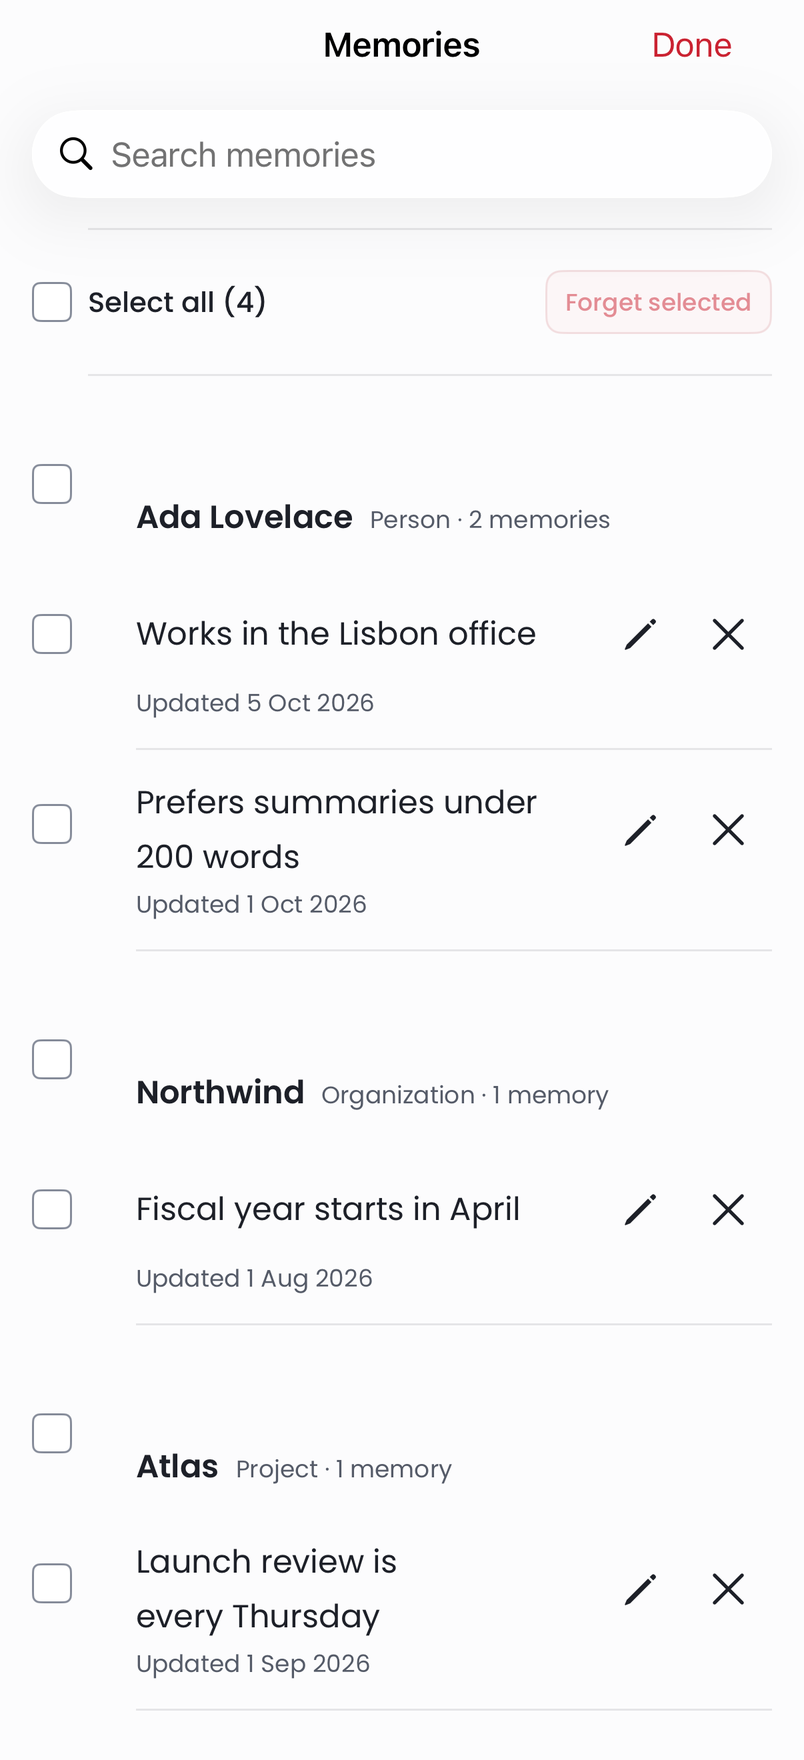 Memories Done
Search memories
Select all (4) Forget selected
Ada Lovelace Person · 2 memories
Works in the Lisbon office
Updated 5 Oct 2026
Prefers summaries under
200 words
Updated 1 Oct 2026
Northwind Organization · 1 memory
Fiscal year starts in April
Updated 1 Aug 2026
Atlas Project · 1 memory
Launch review is
every Thursday
Updated 1 Sep 2026